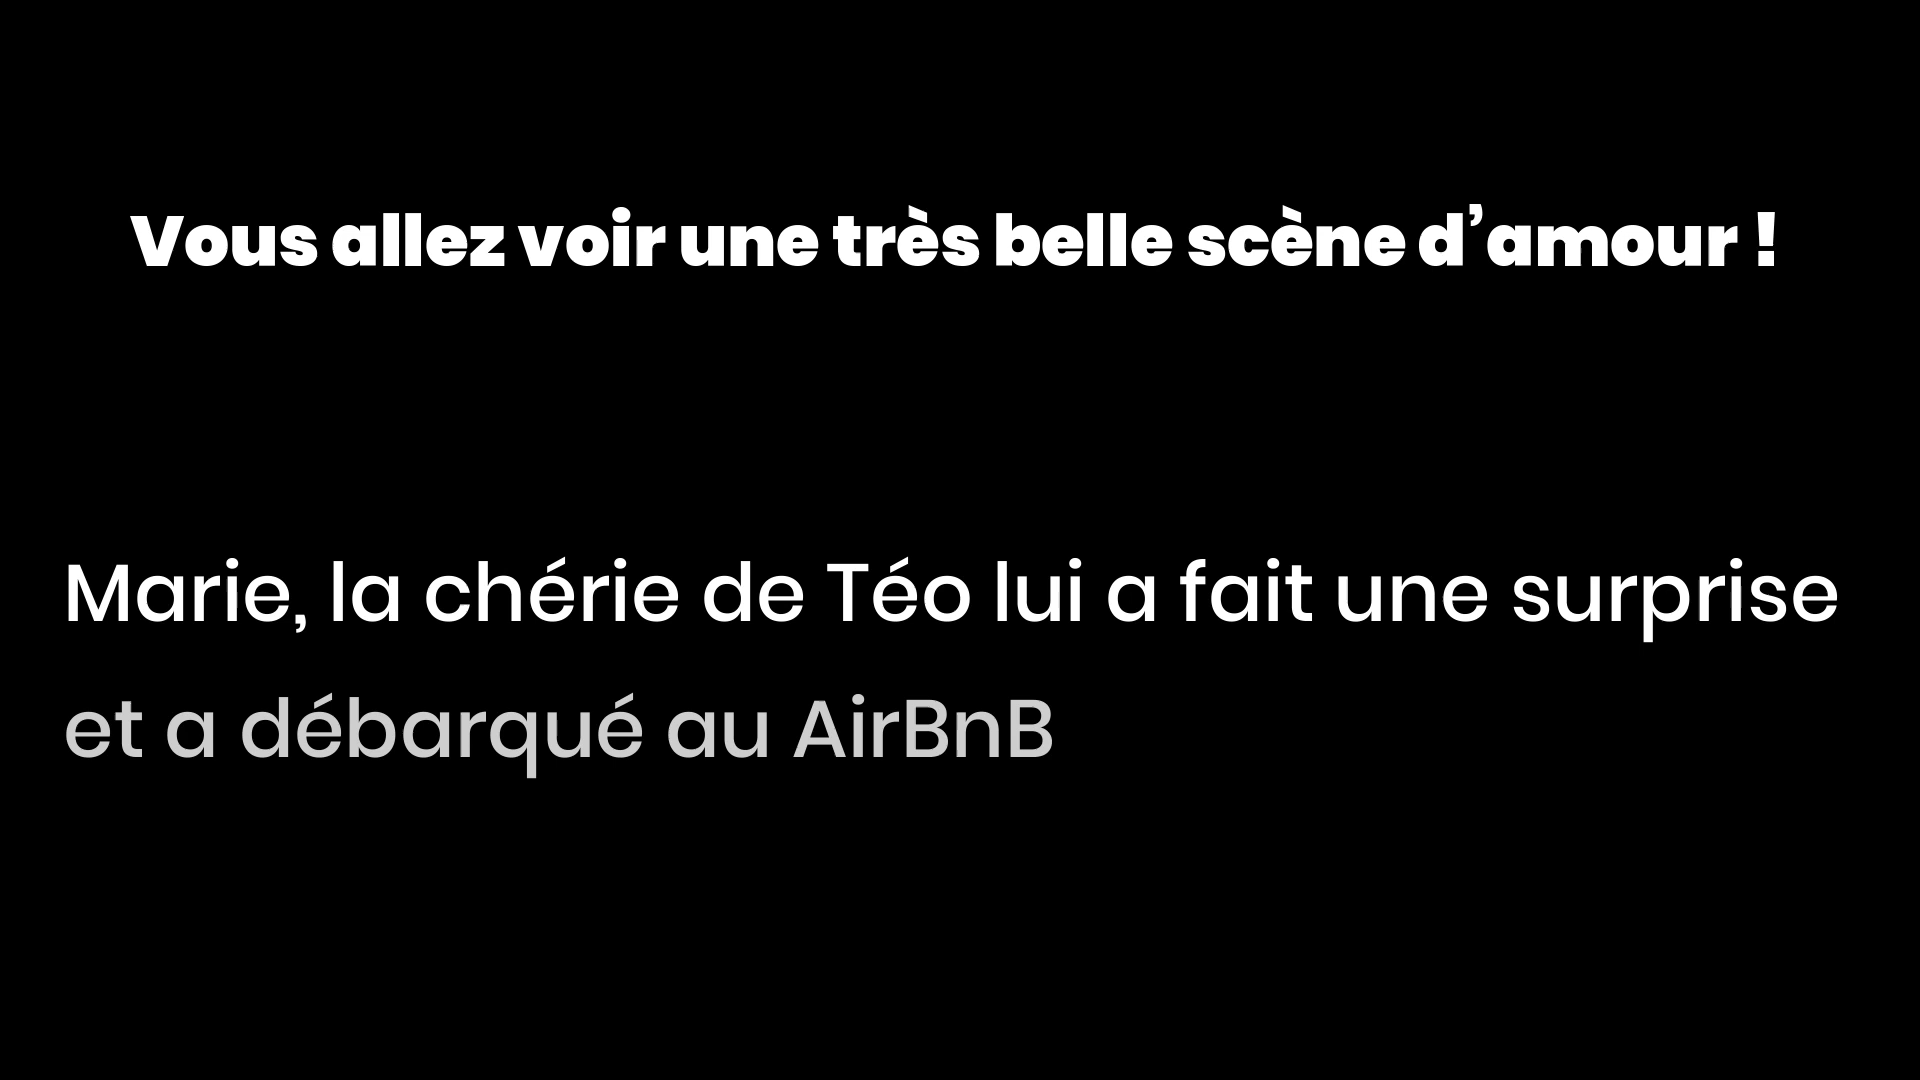 Vous allez voir une très belle scène d’amour !
Marie, la chérie de Téo lui a fait une surprise
et a débarqué au AirBnB